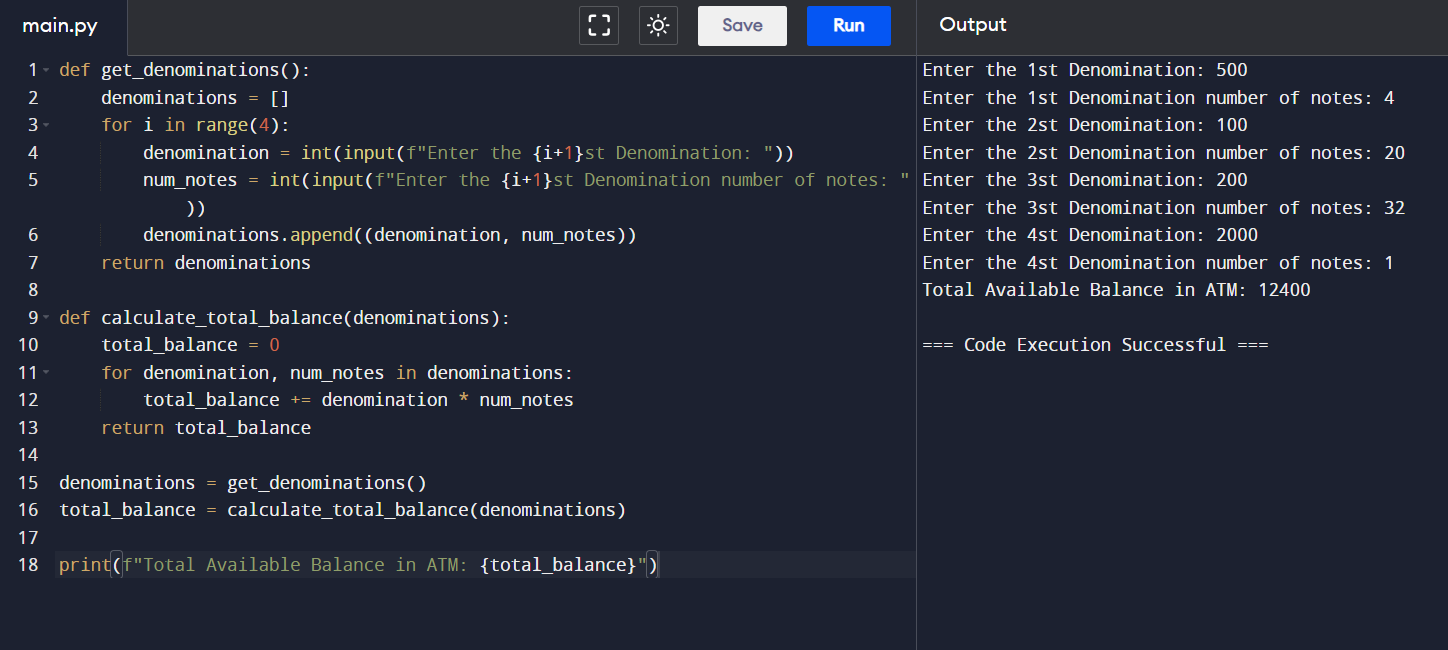 main.py
Save
Run
Output
1 def get_denominations():
2     denominations = []
3     for i in range(4):
4         denomination = int(input(f"Enter the {i+1}st Denomination: "))
5         num_notes = int(input(f"Enter the {i+1}st Denomination number of notes: "
            ))
6         denominations.append((denomination, num_notes))
7     return denominations
8
9 def calculate_total_balance(denominations):
10     total_balance = 0
11     for denomination, num_notes in denominations:
12         total_balance += denomination * num_notes
13     return total_balance
14
15 denominations = get_denominations()
16 total_balance = calculate_total_balance(denominations)
17
18 print(f"Total Available Balance in ATM: {total_balance}")
Enter the 1st Denomination: 500
Enter the 1st Denomination number of notes: 4
Enter the 2st Denomination: 100
Enter the 2st Denomination number of notes: 20
Enter the 3st Denomination: 200
Enter the 3st Denomination number of notes: 32
Enter the 4st Denomination: 2000
Enter the 4st Denomination number of notes: 1
Total Available Balance in ATM: 12400
=== Code Execution Successful ===